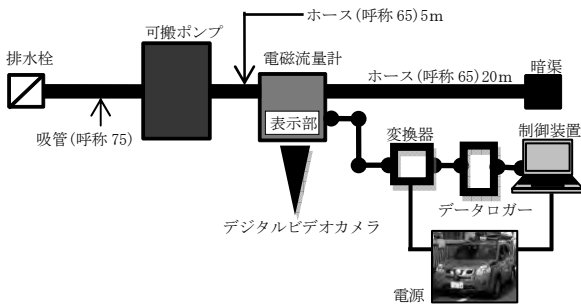 ホース(呼称 65)5m
可搬ポンプ
排水栓
電磁流量計
ホース(呼称 65)20m
暗渠
表示部
吸管(呼称 75)
変換器
制御装置
データロガー
デジタルビデオカメラ
電源